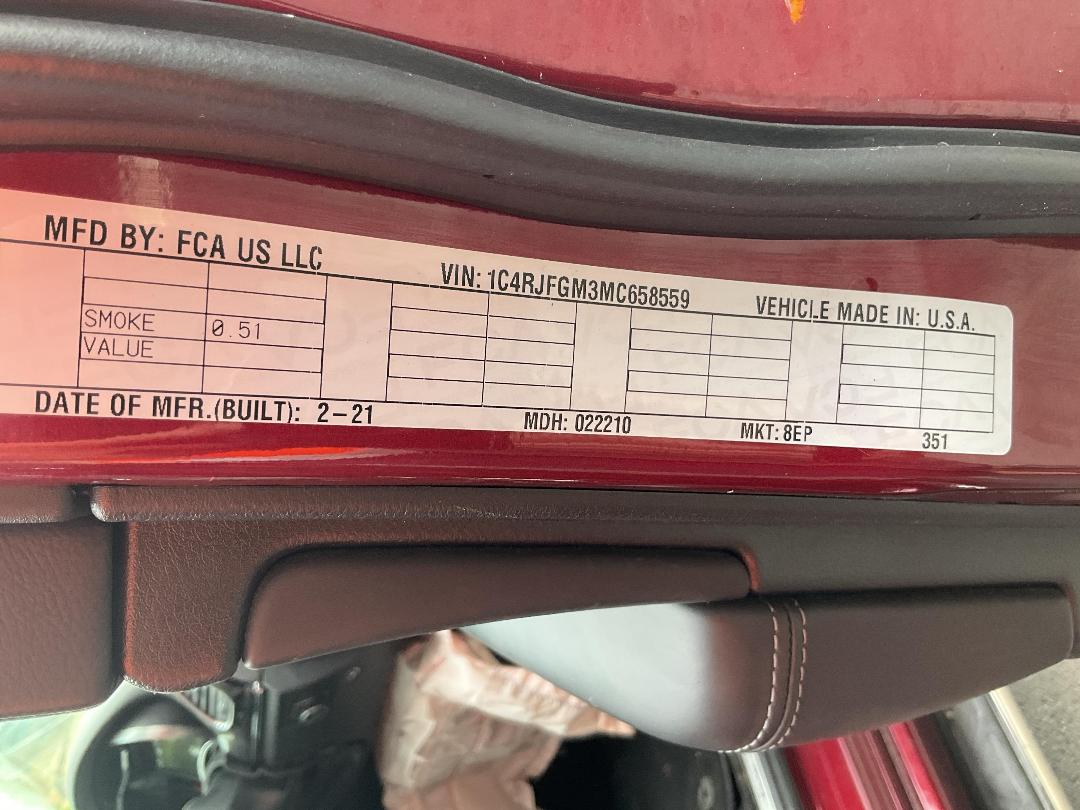 MFD BY: FCA US LLC
VIN: 1C4RJFGM3MC658559
VEHICLE MADE IN: U.S.A.
SMOKE 0.51
VALUE
DATE OF MFR.(BUILT): 2-21
MDH: 022210
MKT: 8EP
351